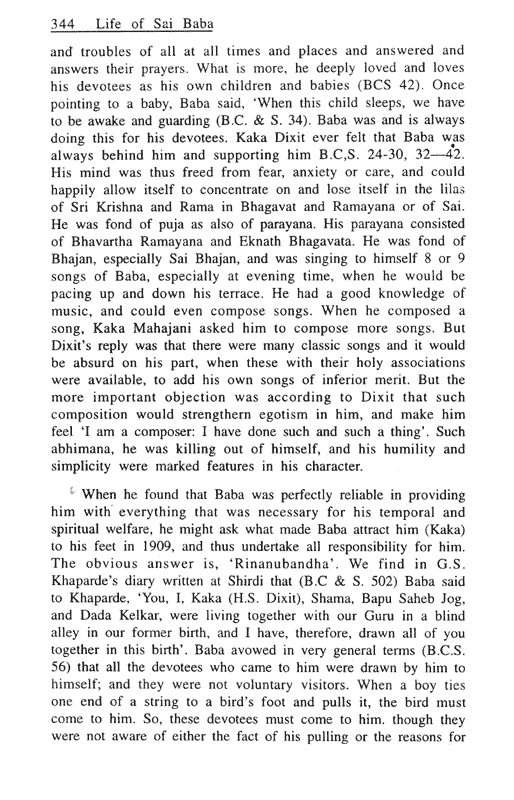 344 Life of Sai Baba
and troubles of all at all times and places and answered and
answers their prayers. What is more, he deeply loved and loves
his devotees as his own children and babies (BCS 42). Once
pointing to a baby, Baba said, ‘When this child sleeps, we have
to be awake and guarding (B.C. & S. 34). Baba was and is always
doing this for his devotees. Kaka Dixit ever felt that Baba was
always behind him and supporting him B.C,S. 24-30, 32—42.
His mind was thus freed from fear, anxiety or care, and could
happily allow itself to concentrate on and lose itself in the lilas
of Sri Krishna and Rama in Bhagavat and Ramayana or of Sai.
He was fond of puja as also of parayana. His parayana consisted
of Bhavartha Ramayana and Eknath Bhagavata. He was fond of
Bhajan, especially Sai Bhajan, and was singing to himself 8 or 9
songs of Baba, especially at evening time, when he would be
pacing up and down his terrace. He had a good knowledge of
music, and could even compose songs. When he composed a
song, Kaka Mahajani asked him to compose more songs. But
Dixit's reply was that there were many classic songs and it would
be absurd on his part, when these with their holy associations
were available, to add his own songs of inferior merit. But the
more important objection was according to Dixit that such
composition would strengthern egotism in him, and make him
feel ‘I am a composer: I have done such and such a thing’. Such
abhimana, he was killing out of himself, and his humility and
simplicity were marked features in his character.
When he found that Baba was perfectly reliable in providing
him with everything that was necessary for his temporal and
spiritual welfare, he might ask what made Baba attract him (Kaka)
to his feet in 1909, and thus undertake all responsibility for him.
The obvious answer is, ‘Rinanubandha’. We find in G.S.
Khaparde's diary written at Shirdi that (B.C & S. 502) Baba said
to Khaparde, ‘You, I, Kaka (H.S. Dixit), Shama, Bapu Saheb Jog,
and Dada Kelkar, were living together with our Guru in a blind
alley in our former birth, and I have, therefore, drawn all of you
together in this birth’. Baba avowed in very general terms (B.C.S.
56) that all the devotees who came to him were drawn by him to
himself; and they were not voluntary visitors. When a boy ties
one end of a string to a bird's foot and pulls it, the bird must
come to him. So, these devotees must come to him. though they
were not aware of either the fact of his pulling or the reasons for